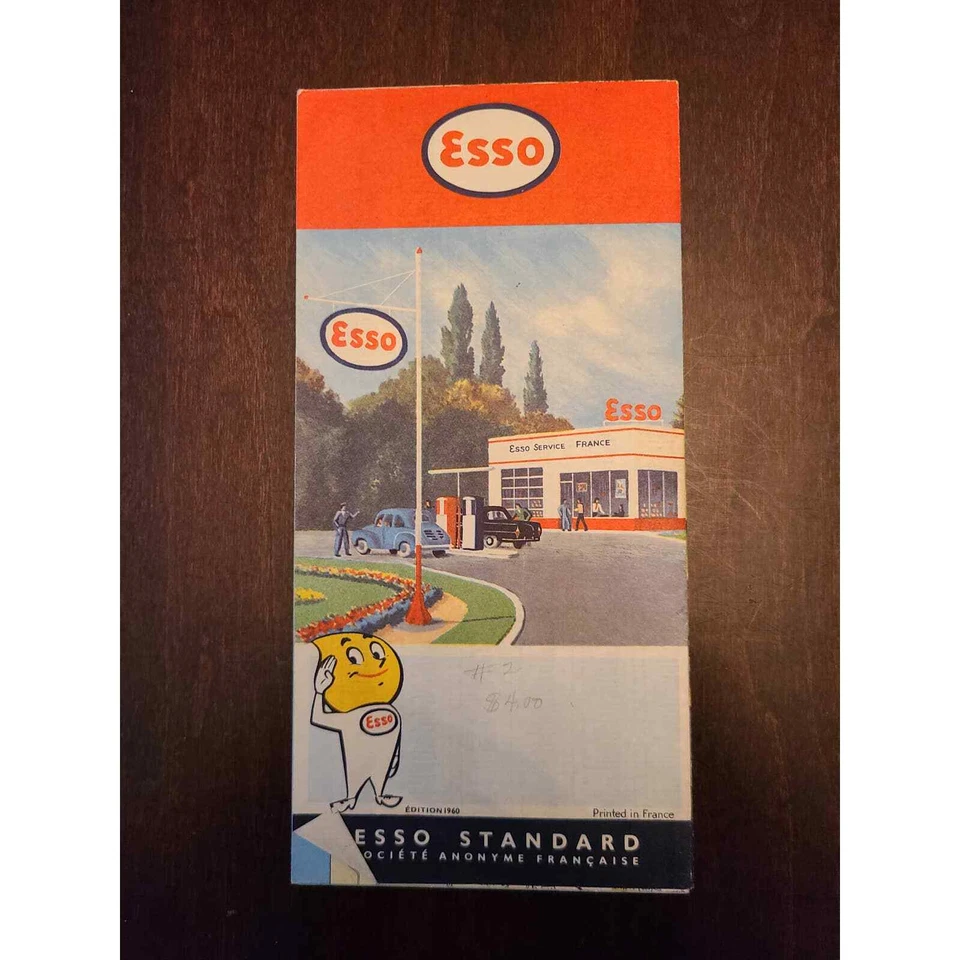 Esso
Esso
Esso
ESSO SERVICE FRANCE
# 2
$4.00
Esso
ÉDITION 1960
Printed in France
ESSO STANDARD
SOCIÉTÉ ANONYME FRANÇAISE